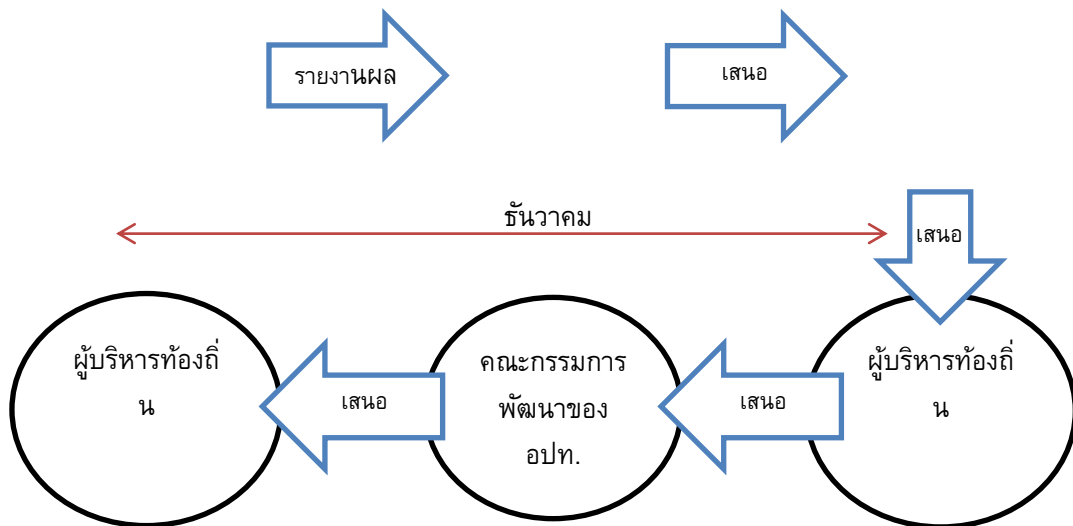 รายงานผล
เสนอ
ธันวาคม
เสนอ
ผู้บริหารท้องถิ่
น
เสนอ
คณะกรรมการ
พัฒนาของ
อปท.
เสนอ
ผู้บริหารท้องถิ่
น